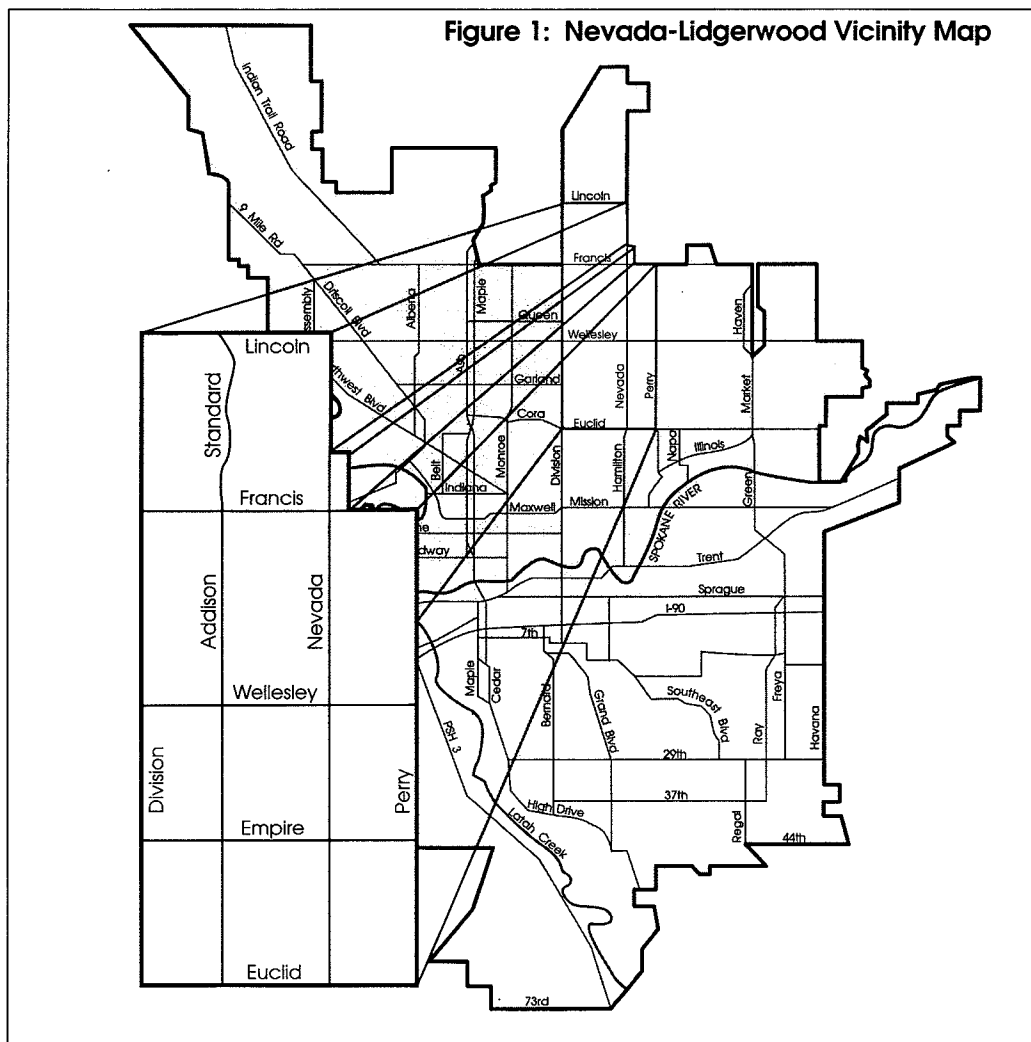 Figure 1: Nevada-Lidgerwood Vicinity Map
Indian Trail Road
9 Mile Rd
Lincoln
Francis
Driscoll Blvd
Alberta
Maple
Queen
Wellesley
Haven
Ash
Garland
Nevada
Perry
Market
Cora
Euclid
Belt
Monroe
Division
Hamilton
Napa
Illinois
Indiana
Maxwell
Mission
Green
SPOKANE RIVER
Trent
Sprague
I-90
7th
Maple
Cedar
Bernard
Grand Blvd
Southeast Blvd
Ray
Freya
Havana
PSH 3
29th
37th
High Drive
Latah Creek
Regal
44th
73rd
Lincoln
Standard
Francis
Addison
Nevada
Wellesley
Division
Perry
Empire
Euclid